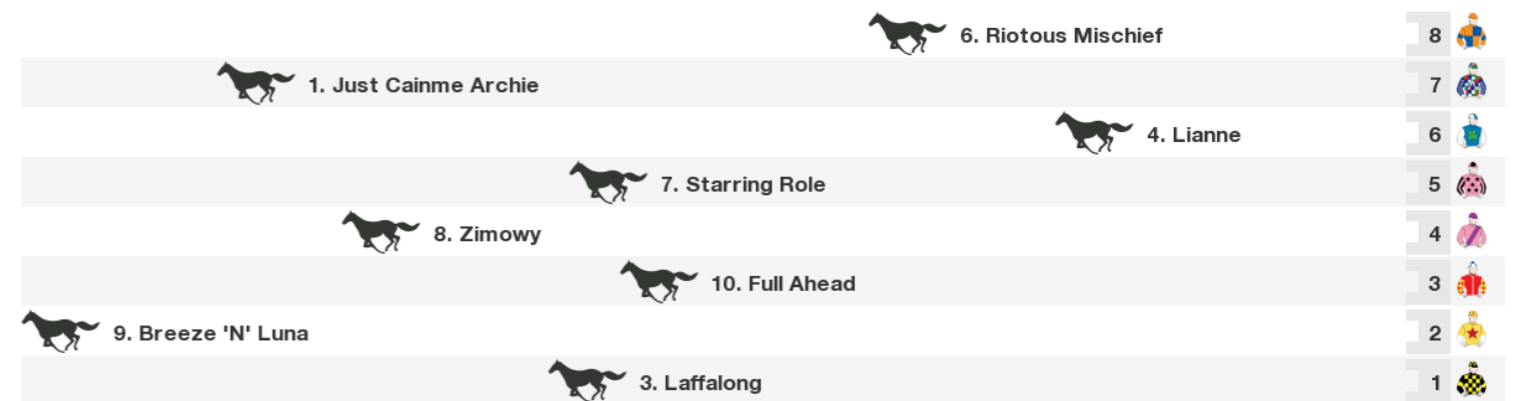 6. Riotous Mischief 8
1. Just Cainme Archie 7
4. Lianne 6
7. Starring Role 5
8. Zimowy 4
10. Full Ahead 3
9. Breeze 'N' Luna 2
3. Laffalong 1